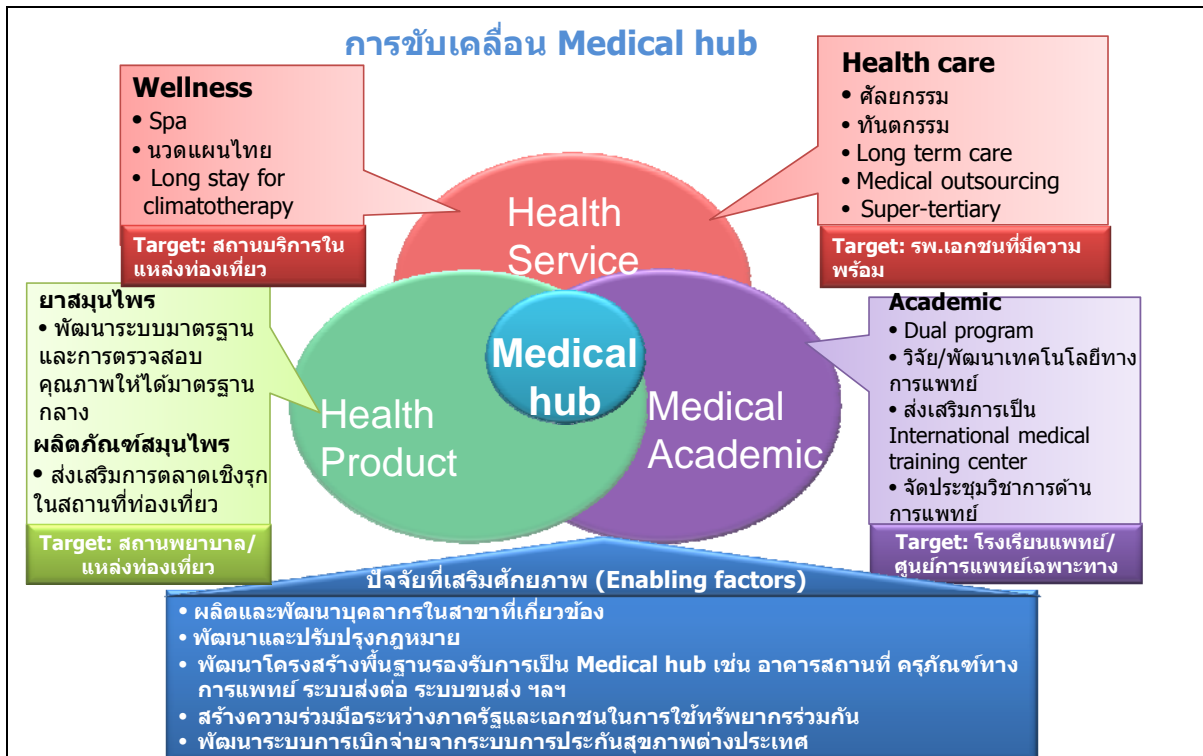 การขับเคลื่อน Medical hub
Wellness
• Spa
• นวดแผนไทย
• Long stay for
climatotherapy
Target: สถานบริการใน
แหล่งท่องเที่ยว
Health care
• ศัลยกรรม
• ทันตกรรม
• Long term care
• Medical outsourcing
• Super-tertiary
Target: รพ.เอกชนที่มีความ
พร้อม
Health
Service
Medical
hub
Health
Product
Medical
Academic
ยาสมุนไพร
• พัฒนาระบบมาตรฐาน
และการตรวจสอบ
คุณภาพให้ได้มาตรฐาน
กลาง
ผลิตภัณฑ์สมุนไพร
• ส่งเสริมการตลาดเชิงรุก
ในสถานที่ท่องเที่ยว
Target: สถานพยาบาล/
แหล่งท่องเที่ยว
Academic
• Dual program
• วิจัย/พัฒนาเทคโนโลยีทาง
การแพทย์
• ส่งเสริมการเป็น
International medical
training center
• จัดประชุมวิชาการด้าน
การแพทย์
Target: โรงเรียนแพทย์/
ศูนย์การแพทย์เฉพาะทาง
ปัจจัยที่เสริมศักยภาพ (Enabling factors)
• ผลิตและพัฒนาบุคลากรในสาขาที่เกี่ยวข้อง
• พัฒนาและปรับปรุงกฎหมาย
• พัฒนาโครงสร้างพื้นฐานรองรับการเป็น Medical hub เช่น อาคารสถานที่ ครุภัณฑ์ทาง
การแพทย์ ระบบส่งต่อ ระบบขนส่ง ฯลฯ
• สร้างความร่วมมือระหว่างภาครัฐและเอกชนในการใช้ทรัพยากรร่วมกัน
• พัฒนาระบบการเบิกจ่ายจากระบบการประกันสุขภาพต่างประเทศ